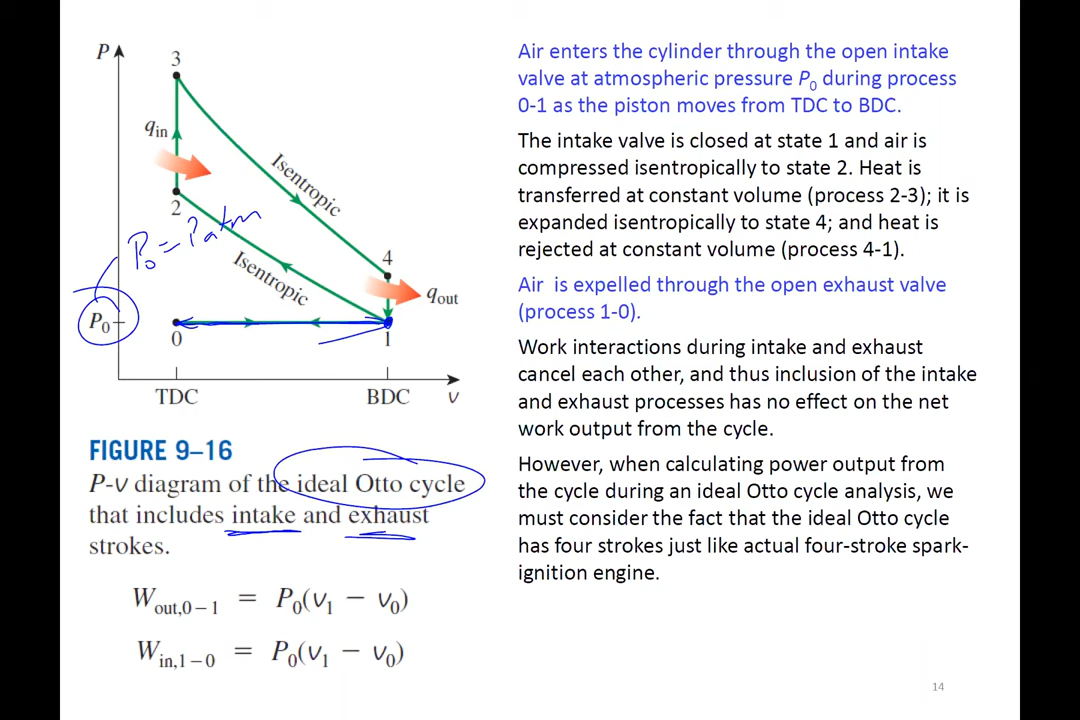 P
3
q in
Isentropic
2
P0 = Patm
4
Isentropic
q out
P0
0
1
TDC
BDC
v
FIGURE 9–16
P-v diagram of the ideal Otto cycle
that includes intake and exhaust
strokes.
W out,0–1 = P0(v1 − v0)
W in,1–0 = P0(v1 − v0)
Air enters the cylinder through the open intake
valve at atmospheric pressure P0 during process
0-1 as the piston moves from TDC to BDC.
The intake valve is closed at state 1 and air is
compressed isentropically to state 2. Heat is
transferred at constant volume (process 2-3); it is
expanded isentropically to state 4; and heat is
rejected at constant volume (process 4-1).
Air is expelled through the open exhaust valve
(process 1-0).
Work interactions during intake and exhaust
cancel each other, and thus inclusion of the intake
and exhaust processes has no effect on the net
work output from the cycle.
However, when calculating power output from
the cycle during an ideal Otto cycle analysis, we
must consider the fact that the ideal Otto cycle
has four strokes just like actual four-stroke spark-
ignition engine.
14